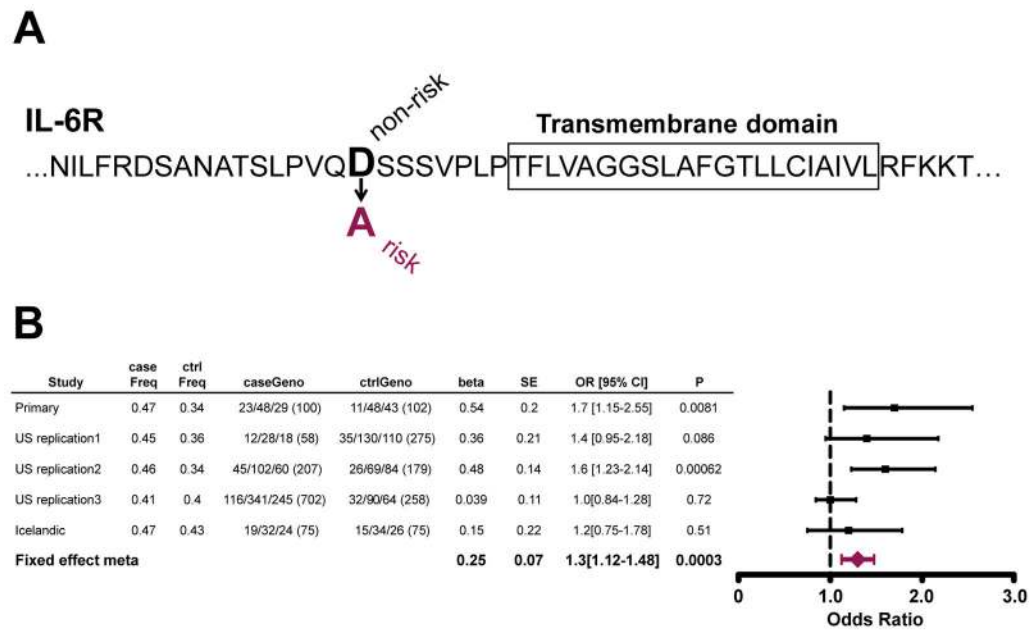 A
IL-6R
non-risk
Transmembrane domain
...NILFRDSANATSLPVQDSSSVPLPTFLVAGGSLAFGTLLCIAIVLRFKKT...
A
risk
B
Study case Freq ctrl Freq caseGeno ctrlGeno beta SE OR [95% CI] P
Primary 0.47 0.34 23/48/29 (100) 11/48/43 (102) 0.54 0.2 1.7 [1.15-2.55] 0.0081
US replication1 0.45 0.36 12/28/18 (58) 35/130/110 (275) 0.36 0.21 1.4 [0.95-2.18] 0.086
US replication2 0.46 0.34 45/102/60 (207) 26/69/84 (179) 0.48 0.14 1.6 [1.23-2.14] 0.00062
US replication3 0.41 0.4 116/341/245 (702) 32/90/64 (258) 0.039 0.11 1.0[0.84-1.28] 0.72
Icelandic 0.47 0.43 19/32/24 (75) 15/34/26 (75) 0.15 0.22 1.2[0.75-1.78] 0.51
Fixed effect meta 0.25 0.07 1.3[1.12-1.48] 0.0003
0 1.0 2.0 3.0
Odds Ratio